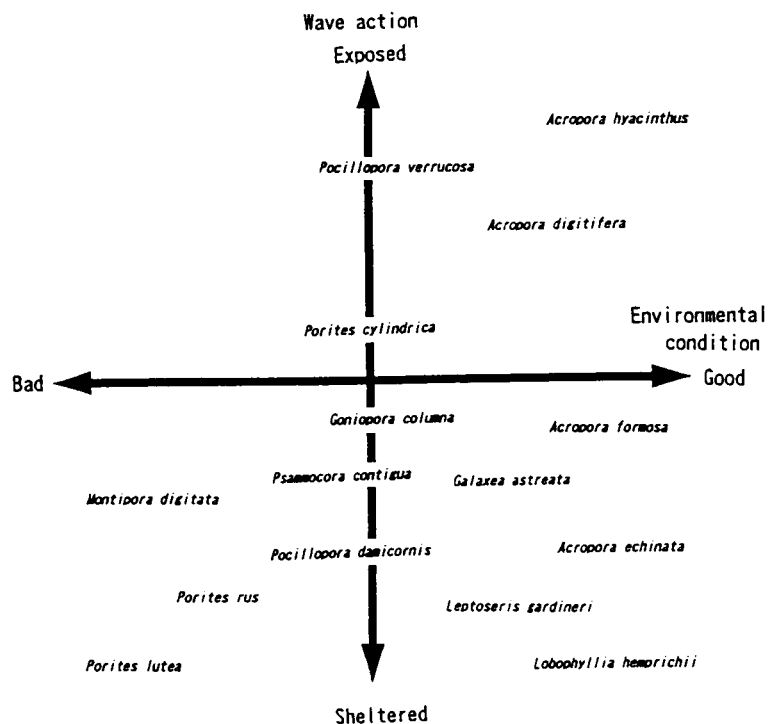 Wave action
Exposed
Acropora hyacinthus
Pocillopora verrucosa
Acropora digitifera
Porites cylindrica
Environmental
condition
Bad
Good
Goniopora columna
Acropora formosa
Psammocora contigua
Galaxea astreata
Montipora digitata
Pocillopora damicornis
Acropora echinata
Porites rus
Leptoseris gardineri
Porites lutea
Lobophyllia hemprichii
Sheltered